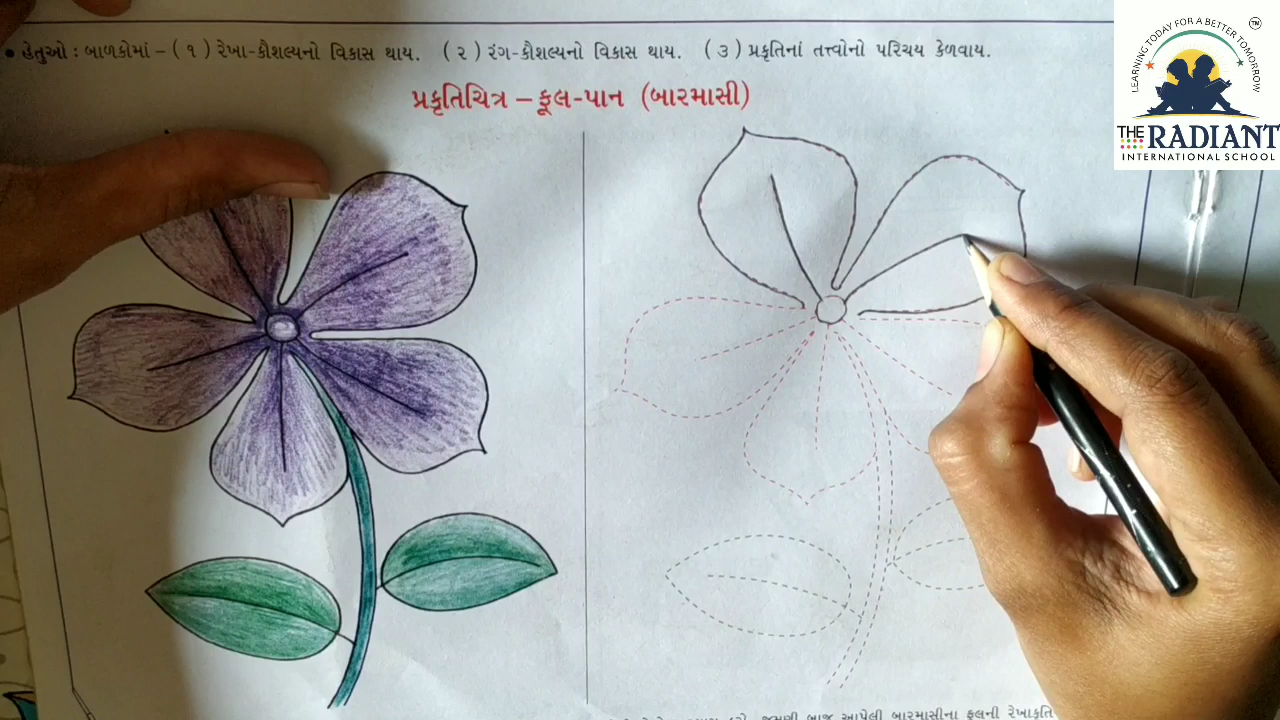 • હેતુઓ : બાળકોમાં – ( ૧ ) રેખા-કૌશલ્યનો વિકાસ થાય. ( ૨ ) રંગ-કૌશલ્યનો વિકાસ થાય. ( ૩ ) પ્રકૃતિનાં તત્ત્વોનો પરિચય કેળવાય.
પ્રકૃતિચિત્ર – ફૂલ-પાન (બારમાસી)
LEARNING TODAY FOR A BETTER TOMORROW
TM
THE RADIANT
INTERNATIONAL SCHOOL
જમણી બાજુ આપેલી બારમાસીના ફૂલની રેખાકૃતિ